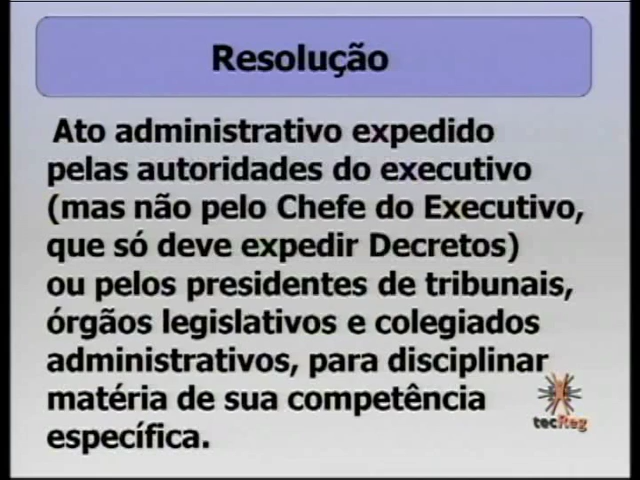 Resolução
Ato administrativo expedido
pelas autoridades do executivo
(mas não pelo Chefe do Executivo,
que só deve expedir Decretos)
ou pelos presidentes de tribunais,
órgãos legislativos e colegiados
administrativos, para disciplinar
matéria de sua competência
específica.
tecReg